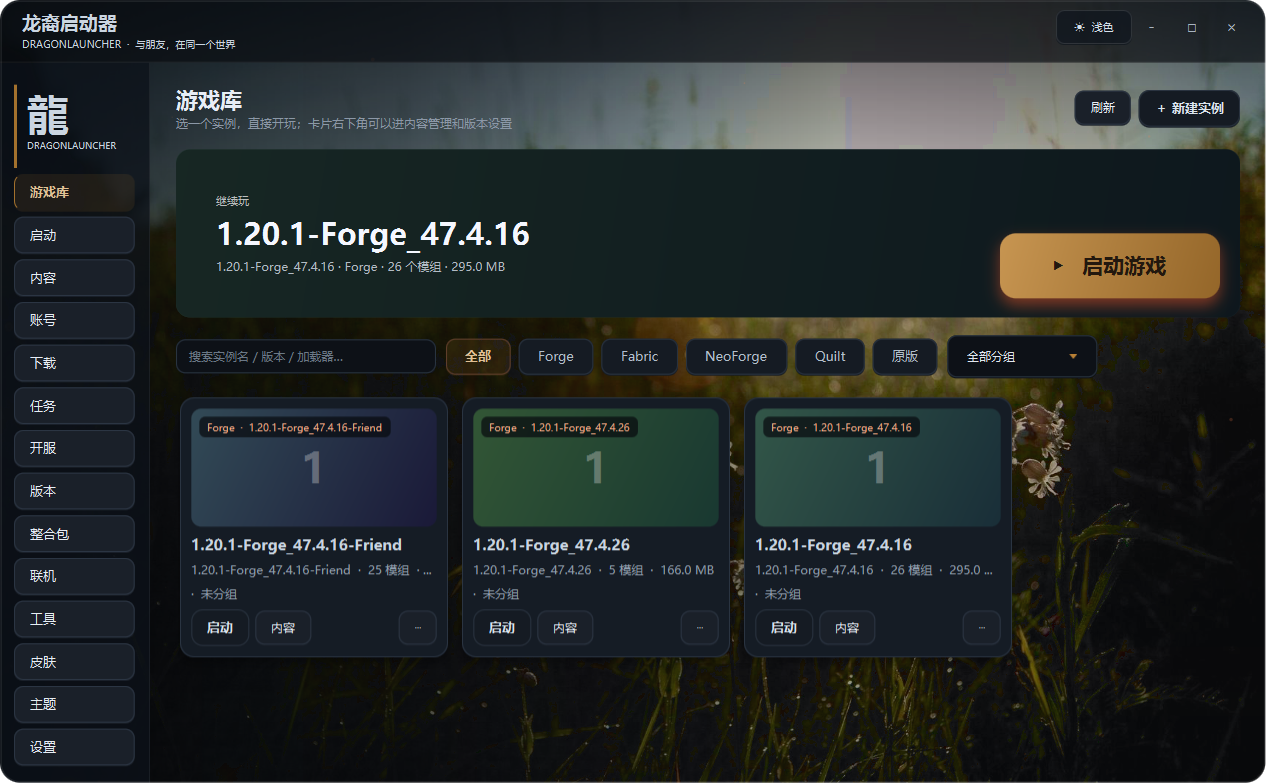 龙裔启动器
DRAGONLAUNCHER · 与朋友，在同一个世界
☀ 浅色
龍
DRAGONLAUNCHER
游戏库
启动
内容
账号
下载
任务
开服
版本
整合包
联机
工具
皮肤
主题
设置
游戏库
选一个实例，直接开玩；卡片右下角可以进内容管理和版本设置
刷新
+ 新建实例
继续玩
1.20.1-Forge_47.4.16
1.20.1-Forge_47.4.16 · Forge · 26 个模组 · 295.0 MB
▶ 启动游戏
搜索实例名 / 版本 / 加载器...
全部
Forge
Fabric
NeoForge
Quilt
原版
全部分组
Forge · 1.20.1-Forge_47.4.16-Friend
1
1.20.1-Forge_47.4.16-Friend
1.20.1-Forge_47.4.16-Friend · 25 模组 · ...
· 未分组
启动
内容
...
Forge · 1.20.1-Forge_47.4.26
1
1.20.1-Forge_47.4.26
1.20.1-Forge_47.4.26 · 5 模组 · 166.0 MB
· 未分组
启动
内容
...
Forge · 1.20.1-Forge_47.4.16
1
1.20.1-Forge_47.4.16
1.20.1-Forge_47.4.16 · 26 模组 · 295.0 ...
· 未分组
启动
内容
...